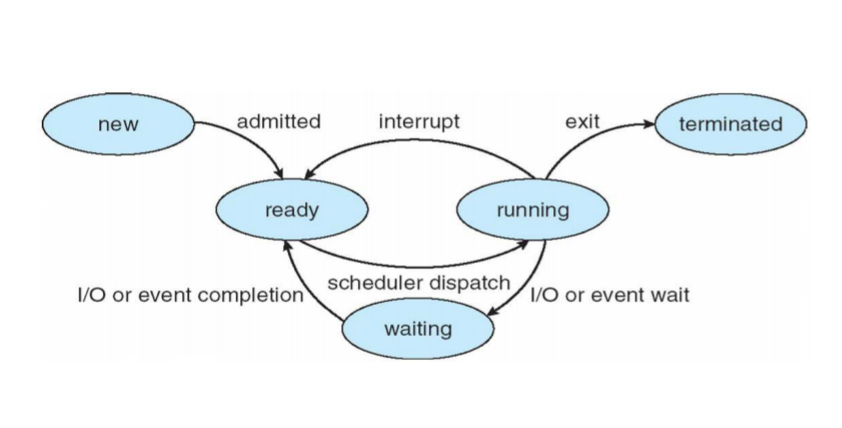 new
admitted
interrupt
exit
terminated
ready
running
scheduler dispatch
I/O or event completion
I/O or event wait
waiting